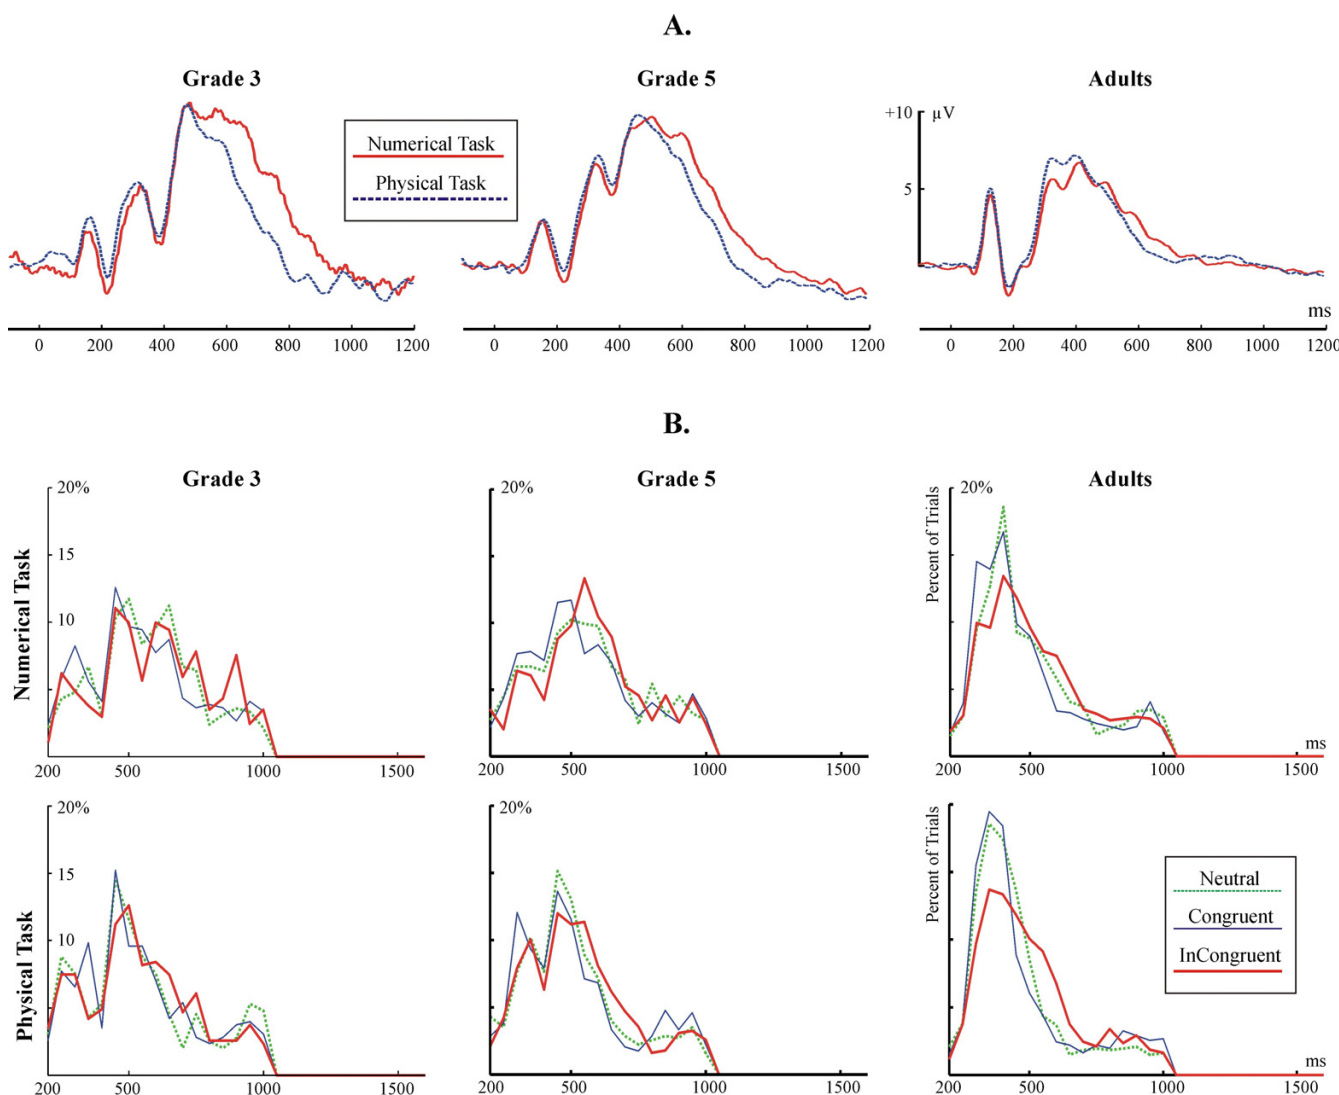 A.
Grade 3
Grade 5
Adults
Numerical Task
Physical Task
+10 µV
5
ms
0 200 400 600 800 1000 1200
0 200 400 600 800 1000 1200
0 200 400 600 800 1000 1200
B.
Grade 3
Grade 5
Adults
Numerical Task
20%
15
10
200 500 1000 1500
20%
200 500 1000 1500
Percent of Trials
20%
ms
200 500 1000 1500
Physical Task
20%
15
10
200 500 1000 1500
20%
200 500 1000 1500
Percent of Trials
Neutral
Congruent
InCongruent
ms
200 500 1000 1500